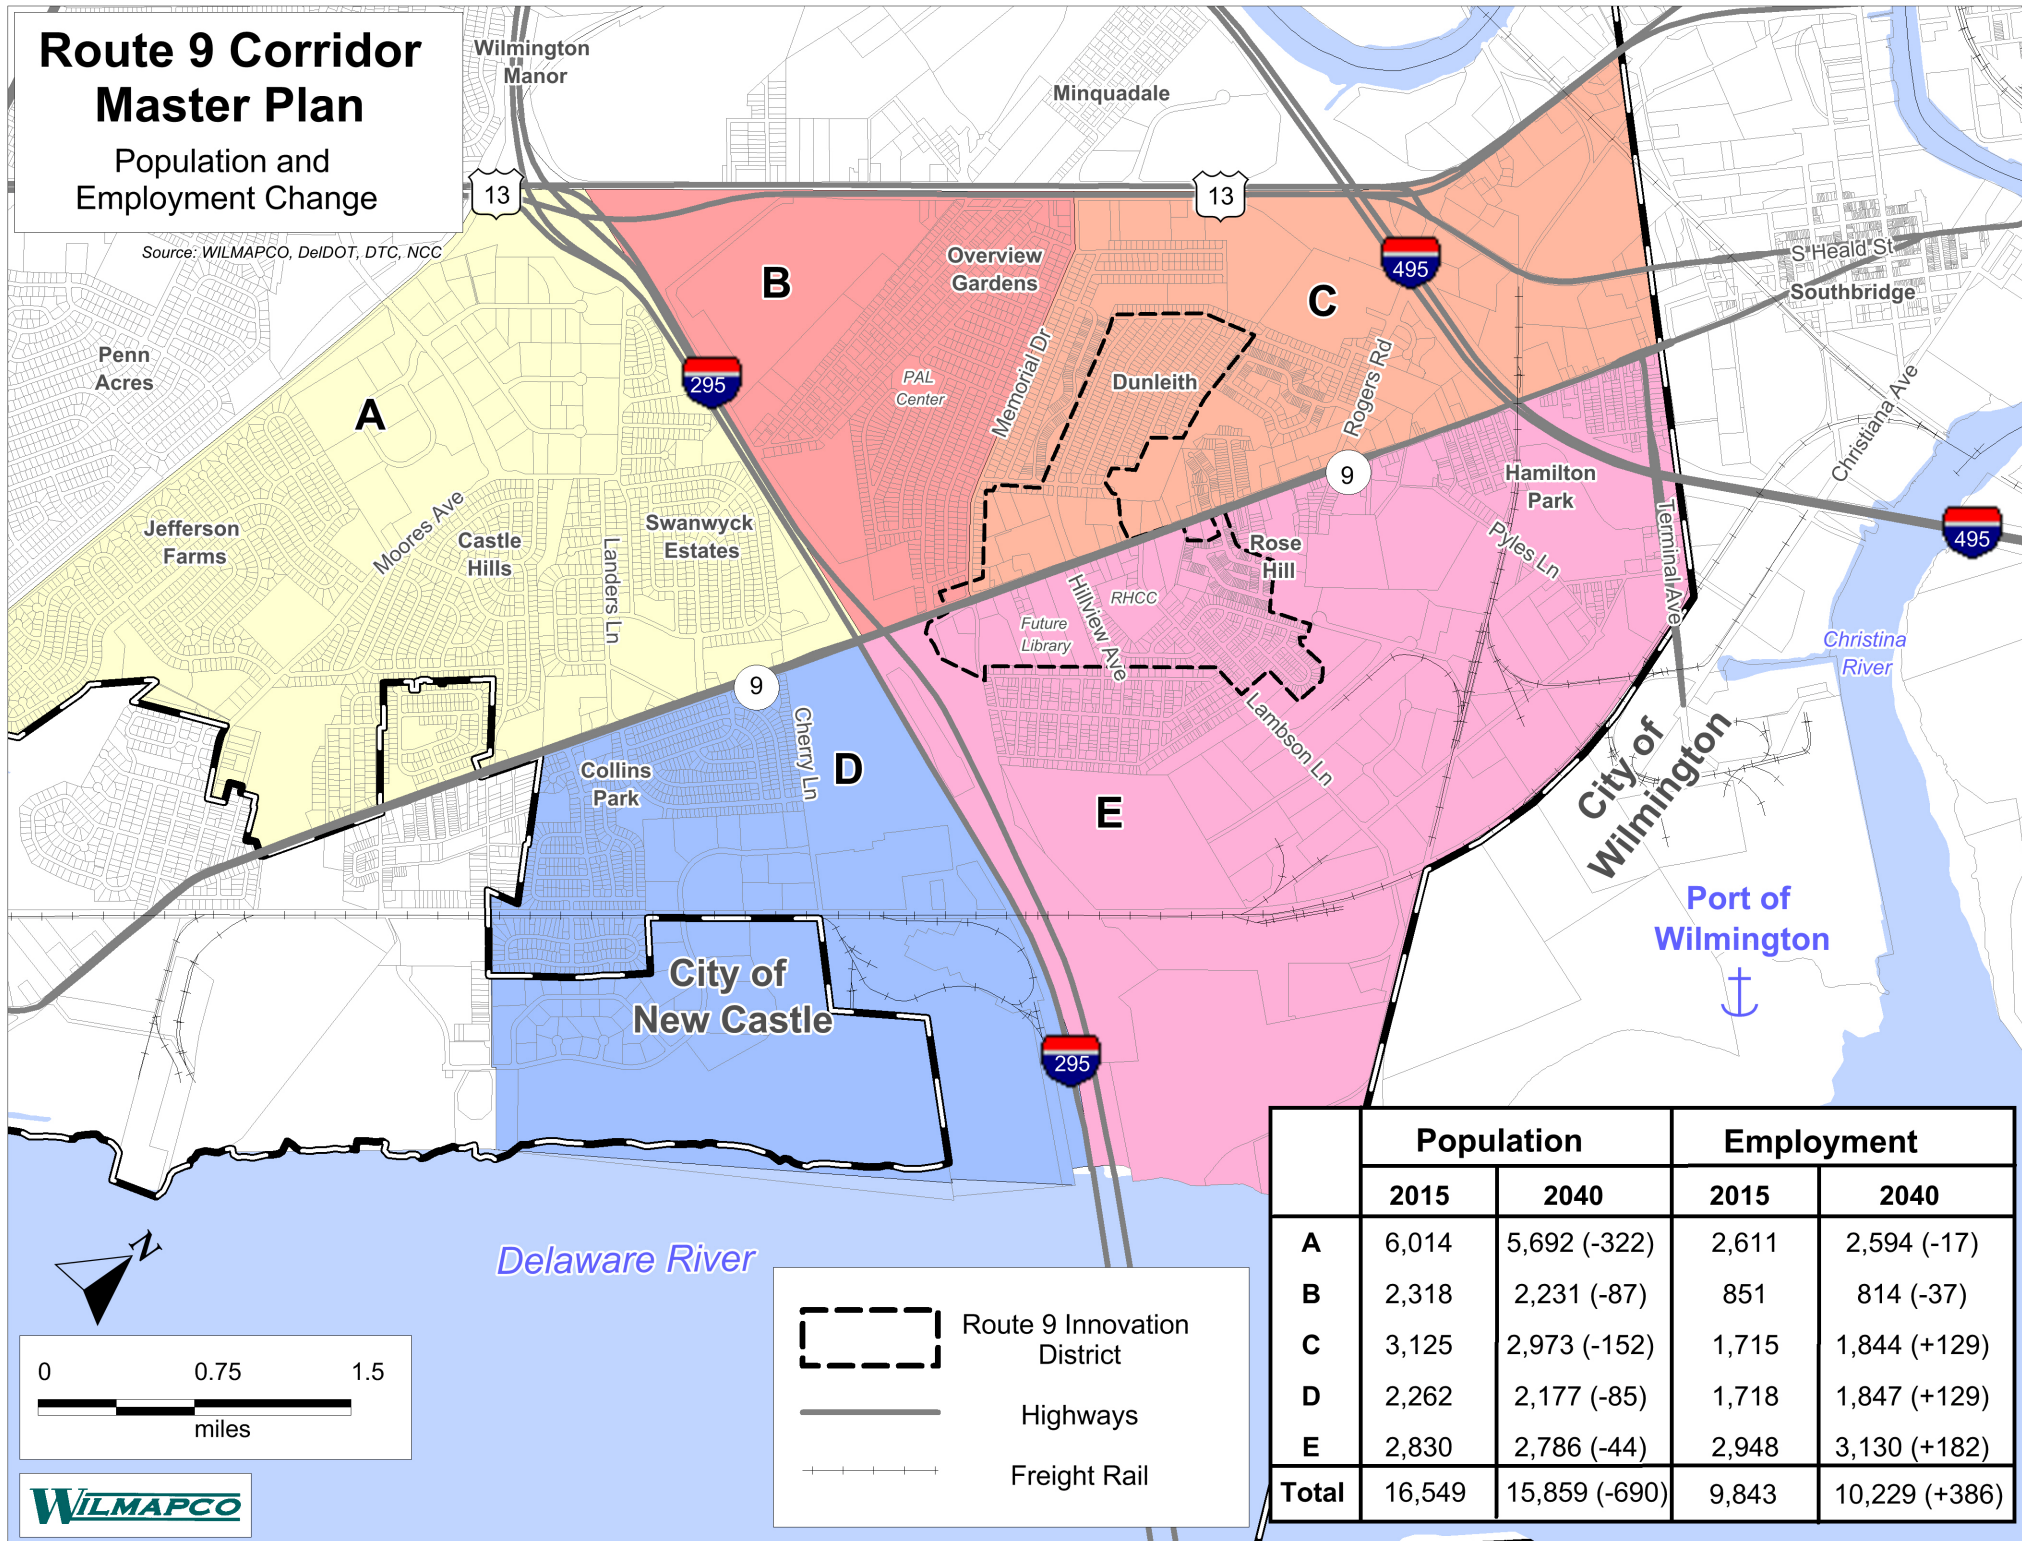 Route 9 Corridor
Master Plan
Population and
Employment Change
Source: WILMAPCO, DelDOT, DTC, NCC
Wilmington
Manor
Minquadale
13
13
Overview
Gardens
B
C
495
S Heald St
Southbridge
Penn
Acres
A
295
PAL
Center
Memorial Dr
Dunleith
Rogers Rd
Christiana Ave
9
Hamilton
Park
Jefferson
Farms
Moores Ave
Castle
Hills
Landers Ln
Swanwyck
Estates
Rose
Hill
Pyles Ln
Terminal Ave
495
RHCC
Hillview Ave
Future
Library
Christina
River
9
Cherry Ln
Lambson Ln
Collins
Park
D
E
City of
Wilmington
Port of
Wilmington
City of
New Castle
295
Delaware River
N
0 0.75 1.5
miles
WILMAPCO
Route 9 Innovation
District
Highways
Freight Rail
Population Employment
2015 2040 2015 2040
A 6,014 5,692 (-322) 2,611 2,594 (-17)
B 2,318 2,231 (-87) 851 814 (-37)
C 3,125 2,973 (-152) 1,715 1,844 (+129)
D 2,262 2,177 (-85) 1,718 1,847 (+129)
E 2,830 2,786 (-44) 2,948 3,130 (+182)
Total 16,549 15,859 (-690) 9,843 10,229 (+386)